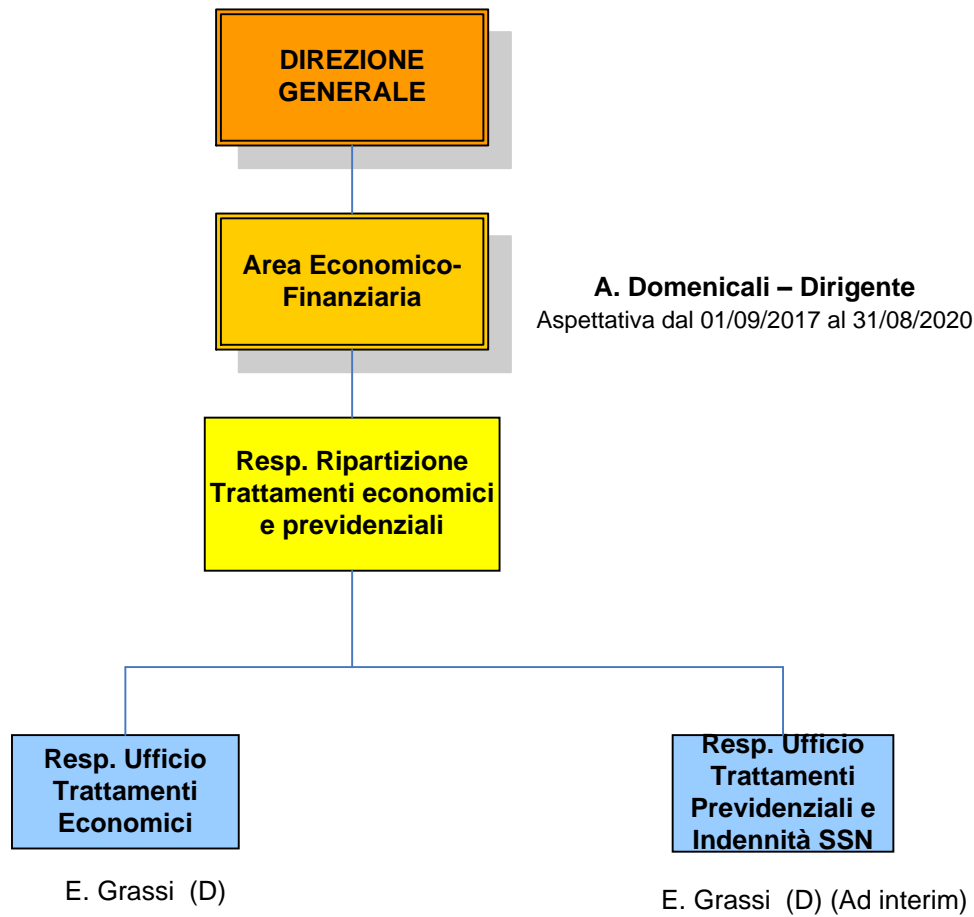 DIREZIONE
GENERALE
Area Economico-
Finanziaria
A. Domenicali – Dirigente
Aspettativa dal 01/09/2017 al 31/08/2020
Resp. Ripartizione
Trattamenti economici
e previdenziali
Resp. Ufficio
Trattamenti
Economici
E. Grassi (D)
Resp. Ufficio
Trattamenti
Previdenziali e
Indennità SSN
E. Grassi (D) (Ad interim)